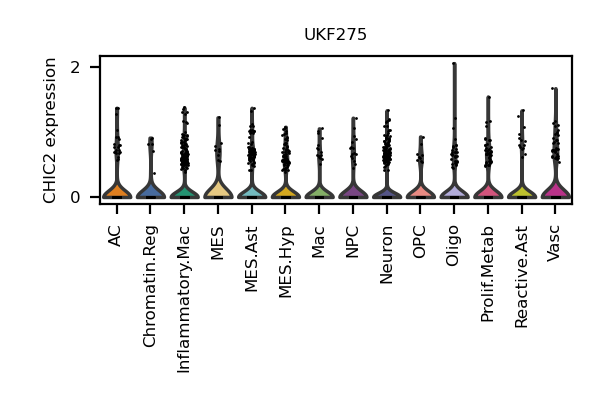 UKF275
CHIC2 expression
2
0
AC
Chromatin.Reg
Inflammatory.Mac
MES
MES.Ast
MES.Hyp
Mac
NPC
Neuron
OPC
Oligo
Prolif.Metab
Reactive.Ast
Vasc